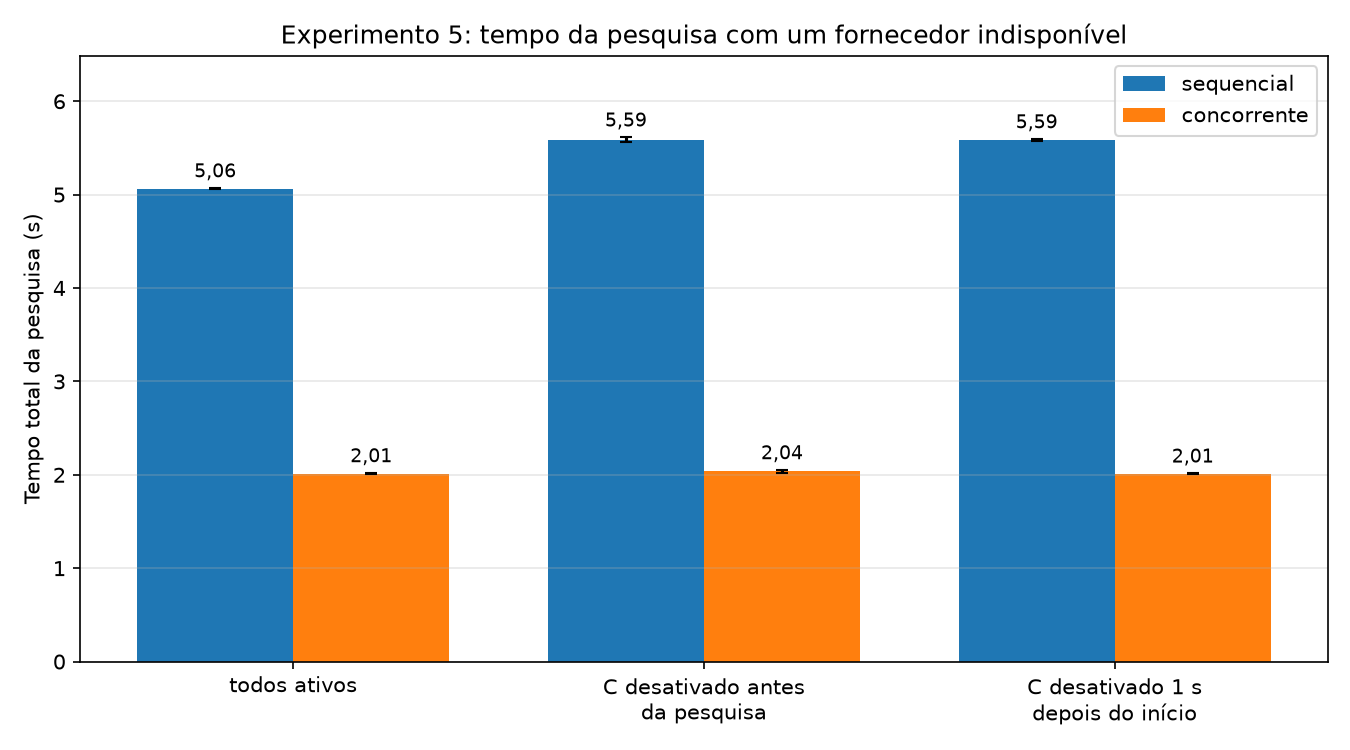 Experimento 5: tempo da pesquisa com um fornecedor indisponível
sequencial
concorrente
Tempo total da pesquisa (s)
6
5
4
3
2
1
0
5,06
2,01
5,59
2,04
5,59
2,01
todos ativos
C desativado antes
da pesquisa
C desativado 1 s
depois do início